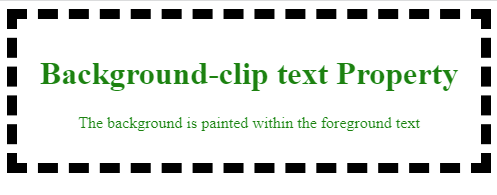 Background-clip text Property
The background is painted within the foreground text